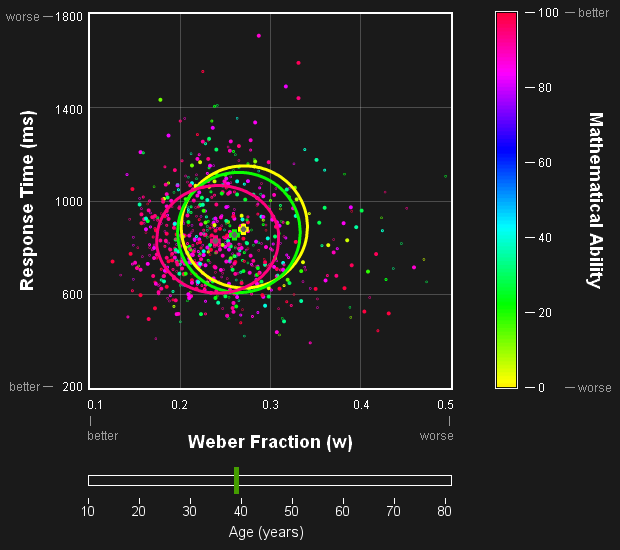 worse
1800
1400
1000
600
better
200
Response Time (ms)
0.1
0.2
0.3
0.4
0.5
better
worse
Weber Fraction (w)
10
20
30
40
50
60
70
80
Age (years)
100
better
80
60
40
20
0
worse
Mathematical Ability